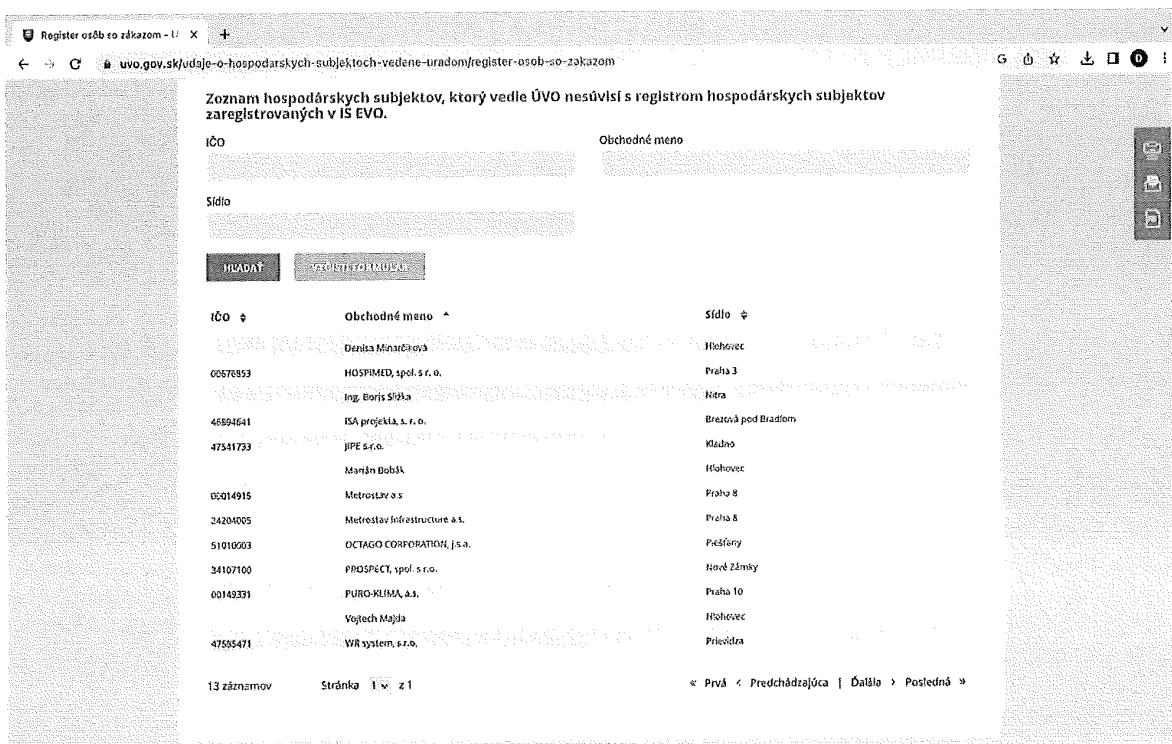 Register osôb so zákazom - Ú
uvo.gov.sk/udaje-o-hospodarskych-subjektoch-vedene-uradom/register-osob-so-zakazom
Zoznam hospodárskych subjektov, ktorý vedie ÚVO nesúvisí s registrom hospodárskych subjektov
zaregistrovaných v IS EVO.
IČO Obchodné meno
Sídlo
HĽADAŤ VYČISTI FORMULÁR
IČO Obchodné meno Sídlo
Denisa Minarčíková Hlohovec
00676853 HOSPIMED, spol. s r. o. Praha 3
Ing. Boris Slížka Nitra
46894641 ISA projekta, s. r. o. Brezová pod Bradlom
47541733 JIPE s.r.o. Kladno
Marián Bobák Hlohovec
00014915 Metrostav a.s Praha 8
24204005 Metrostav Infrastructure a.s. Praha 8
51010003 OCTAGO CORPORATION, j.s.a. Piešťany
34107100 PROSPECT, spol. s r.o. Nové Zámky
00149331 PURO-KLIMA, a.s. Praha 10
Vojtech Majda Hlohovec
47585471 WR system, s.r.o. Prievidza
13 záznamov Stránka 1 z 1 « Prvá < Predchádzajúca | Ďalšia > Posledná »